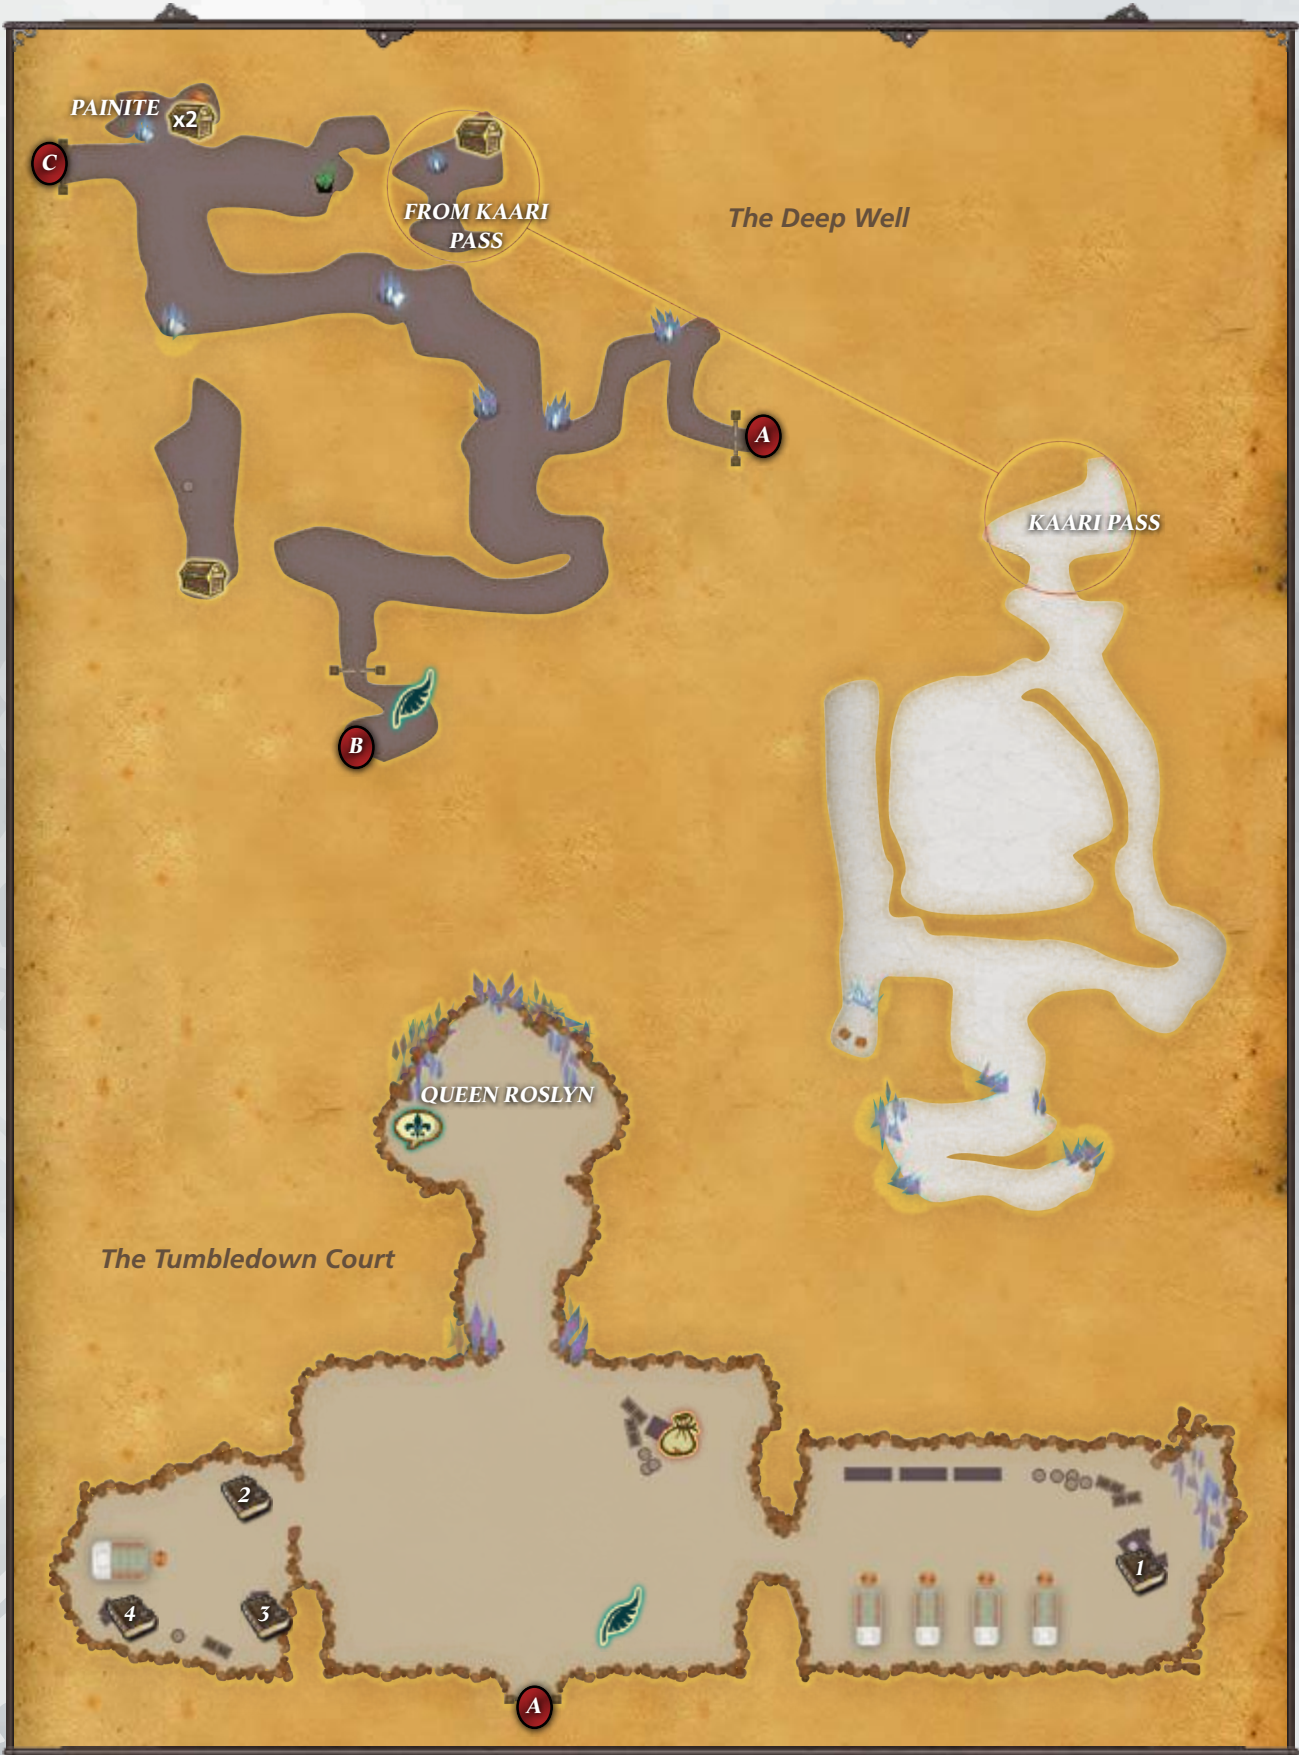 PAINITE
x2
C
FROM KAARI
PASS
The Deep Well
A
KAARI PASS
B
QUEEN ROSLYN
The Tumbledown Court
2
1
4
3
A